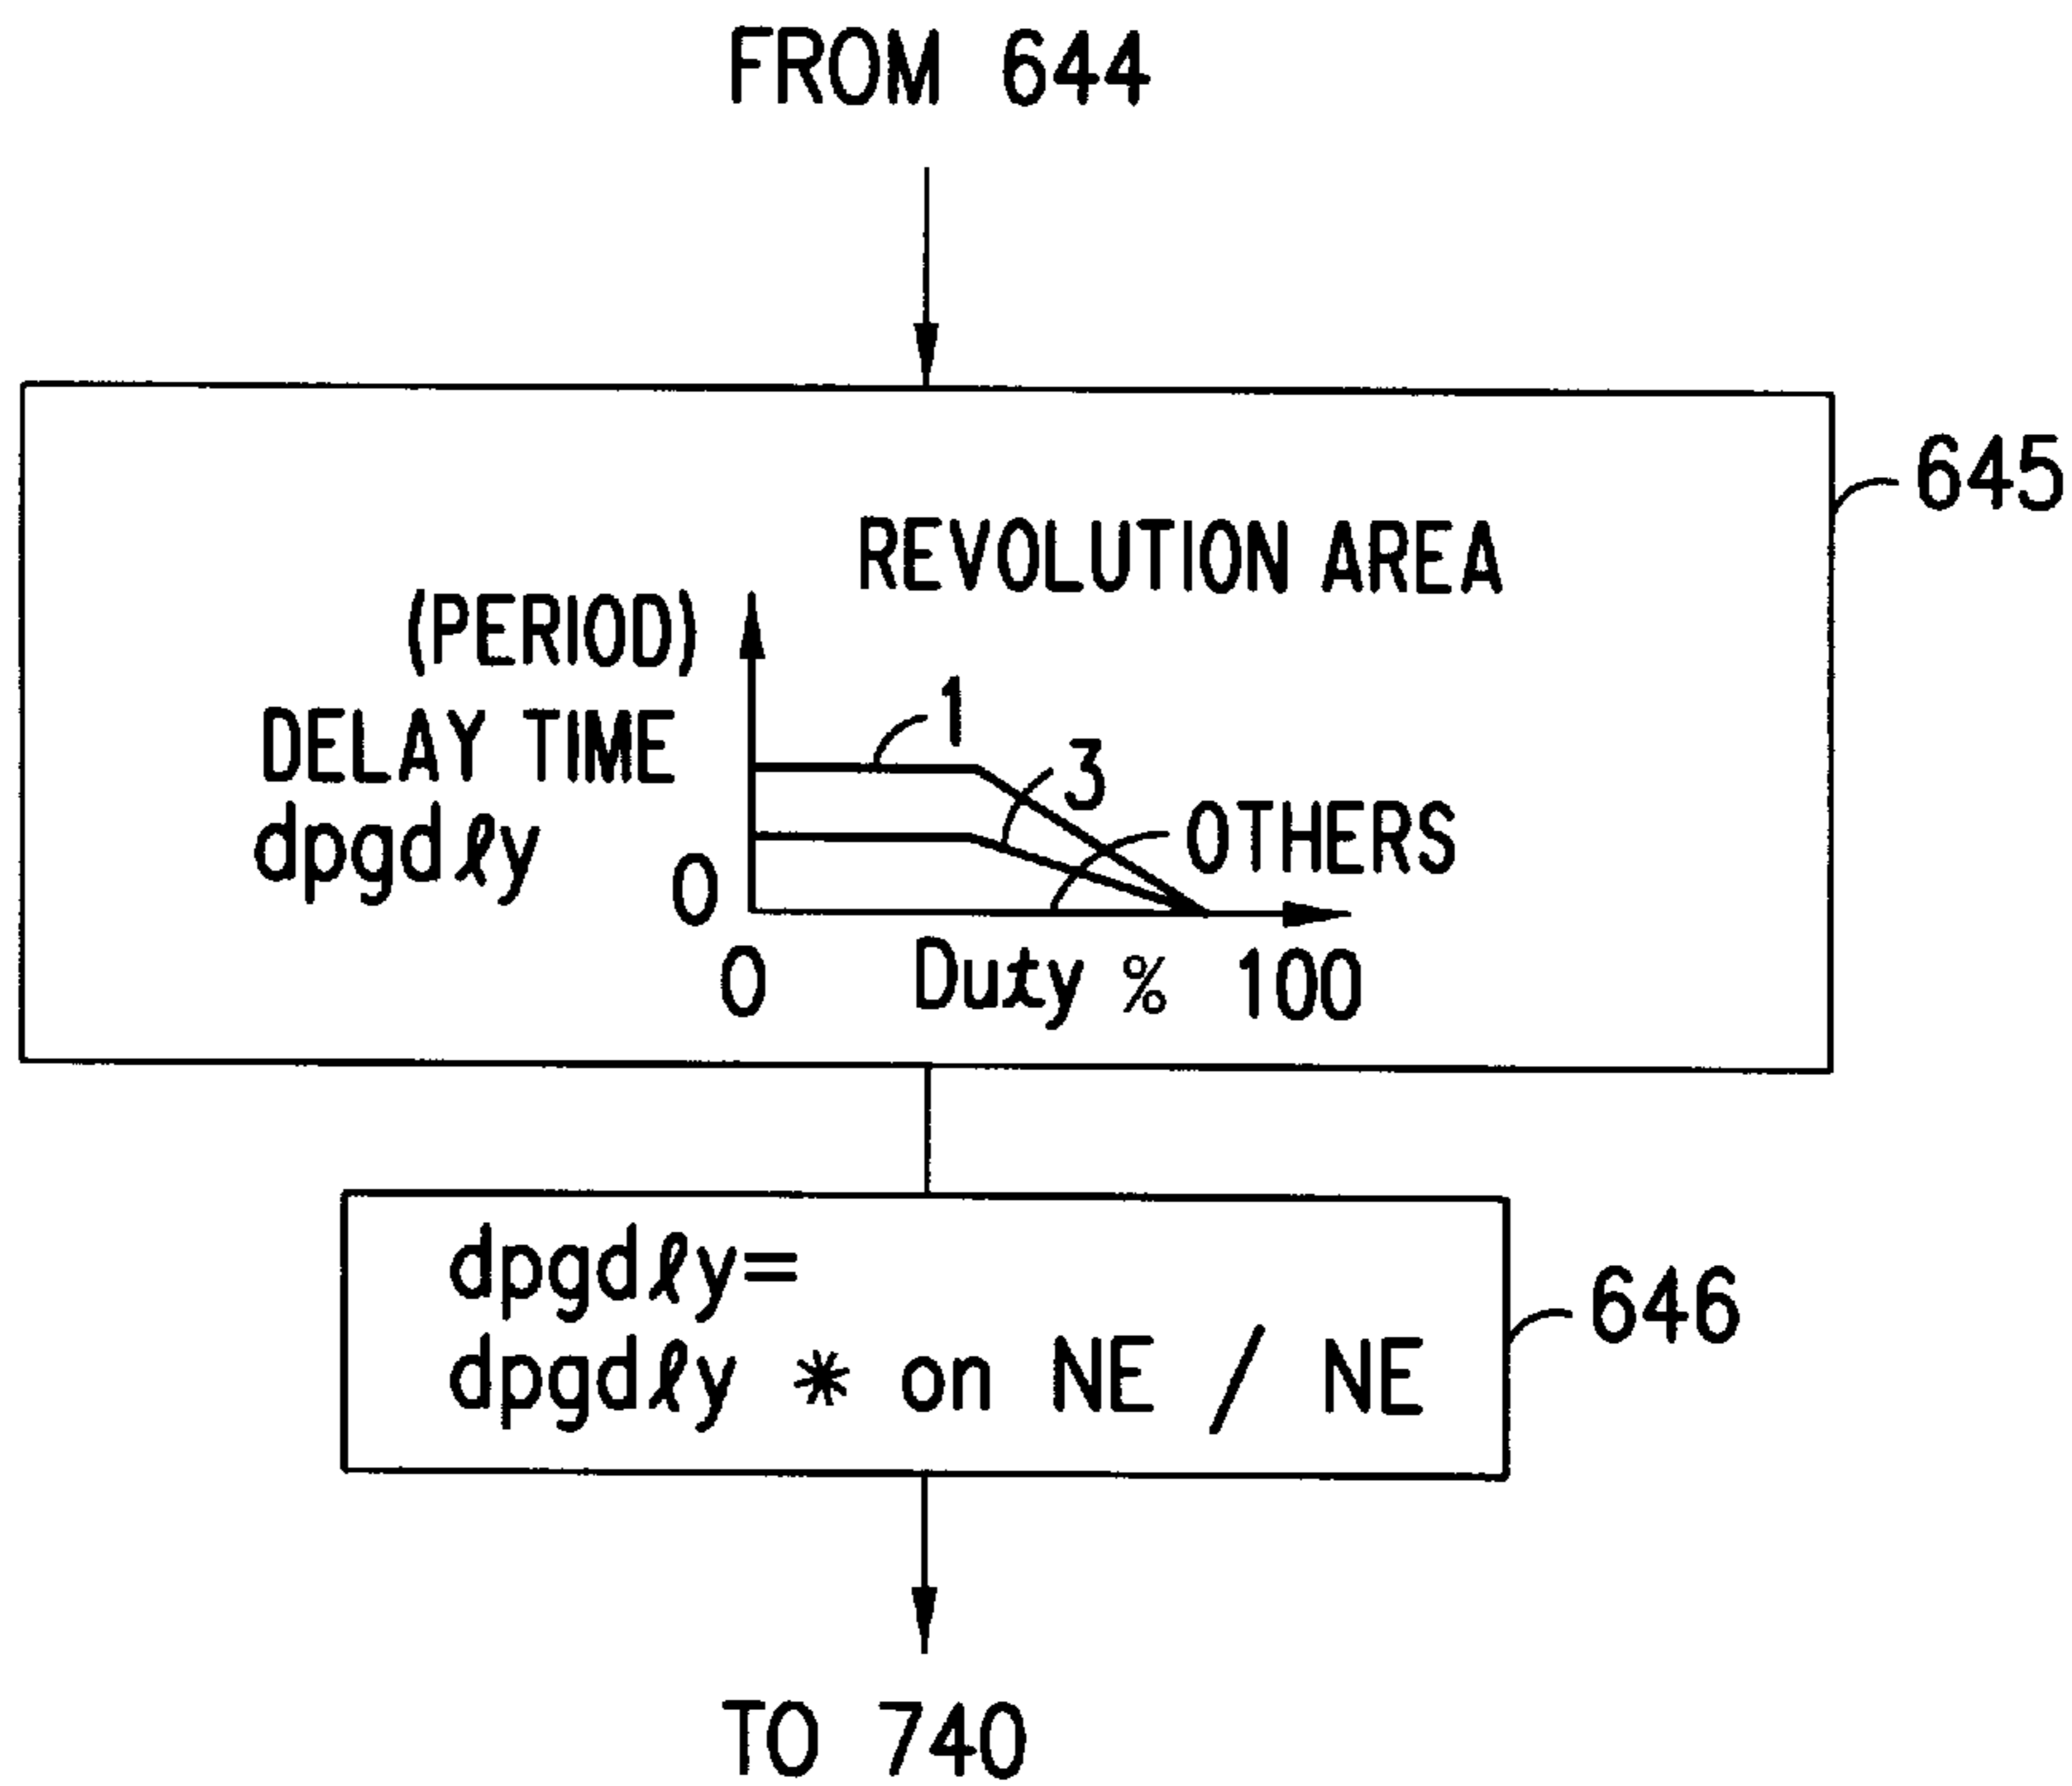 FROM 644
645
REVOLUTION AREA
(PERIOD)
DELAY TIME
dpgdℓy
1
3
OTHERS
0
0
Duty %
100
dpgdℓy=
dpgdℓy * on NE / NE
646
TO 740